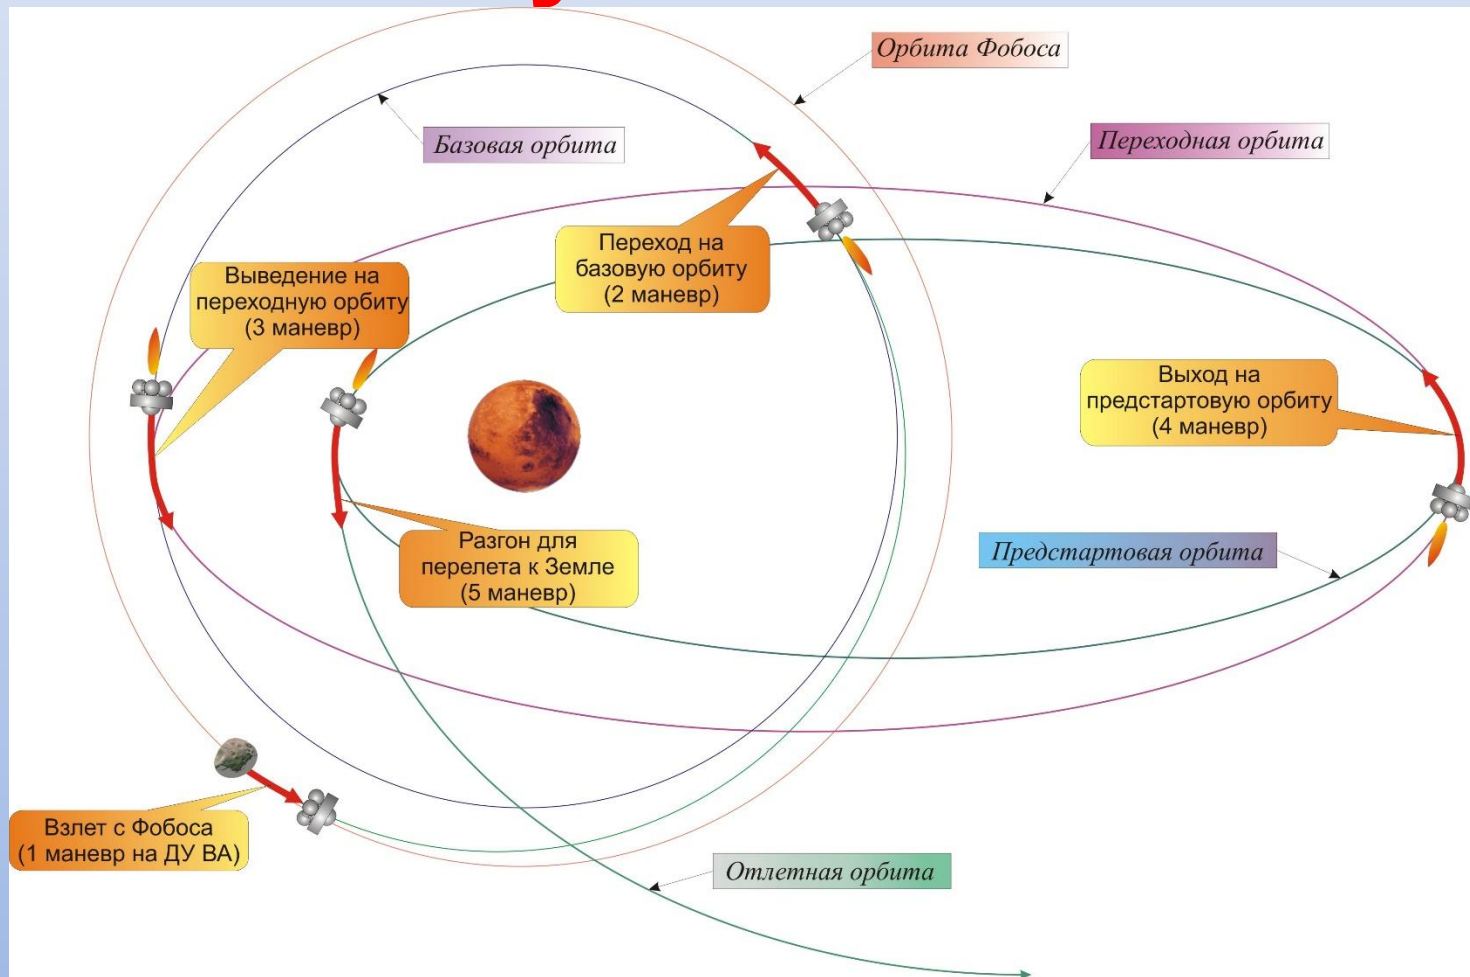 Орбита Фобоса
Базовая орбита
Переходная орбита
Переход на
базовую орбиту
(2 маневр)
Выведение на
переходную орбиту
(3 маневр)
Выход на
предстартовую орбиту
(4 маневр)
Разгон для
перелета к Земле
(5 маневр)
Предстартовая орбита
Взлет с Фобоса
(1 маневр на ДУ ВА)
Отлетная орбита